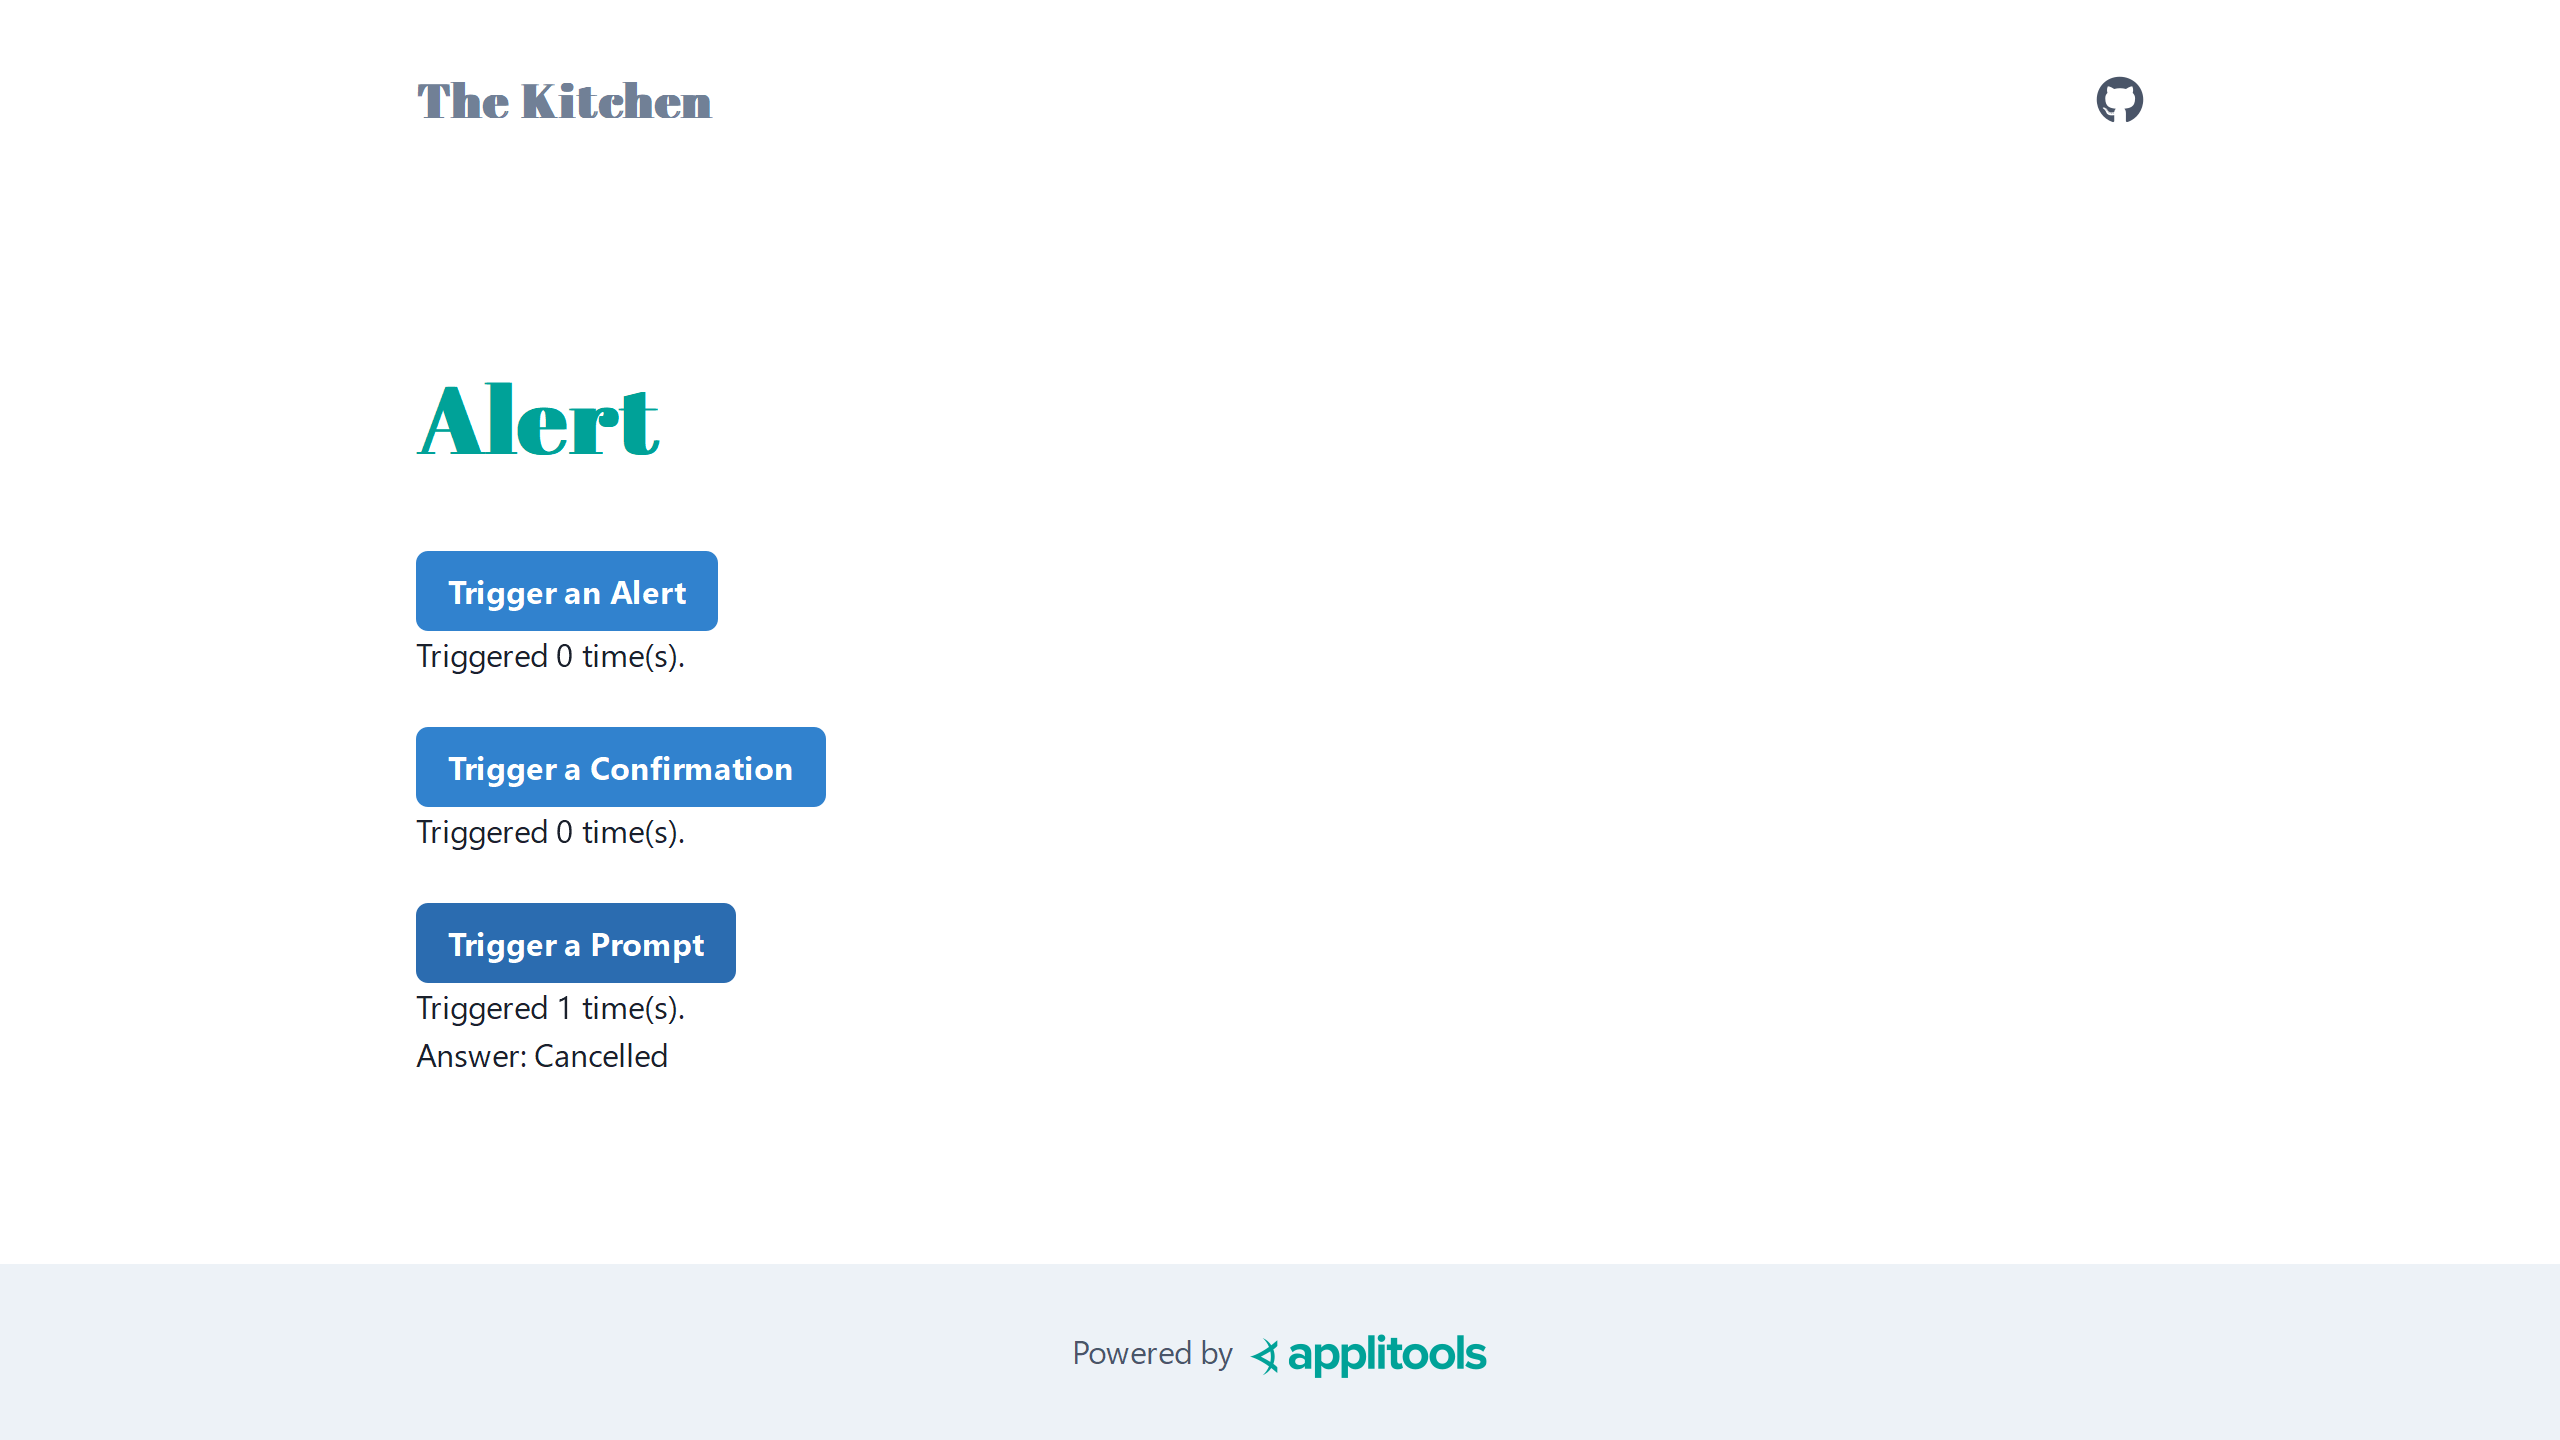 The Kitchen
Alert
Trigger an Alert
Triggered 0 time(s).
Trigger a Confirmation
Triggered 0 time(s).
Trigger a Prompt
Triggered 1 time(s).
Answer: Cancelled
Powered by applitools